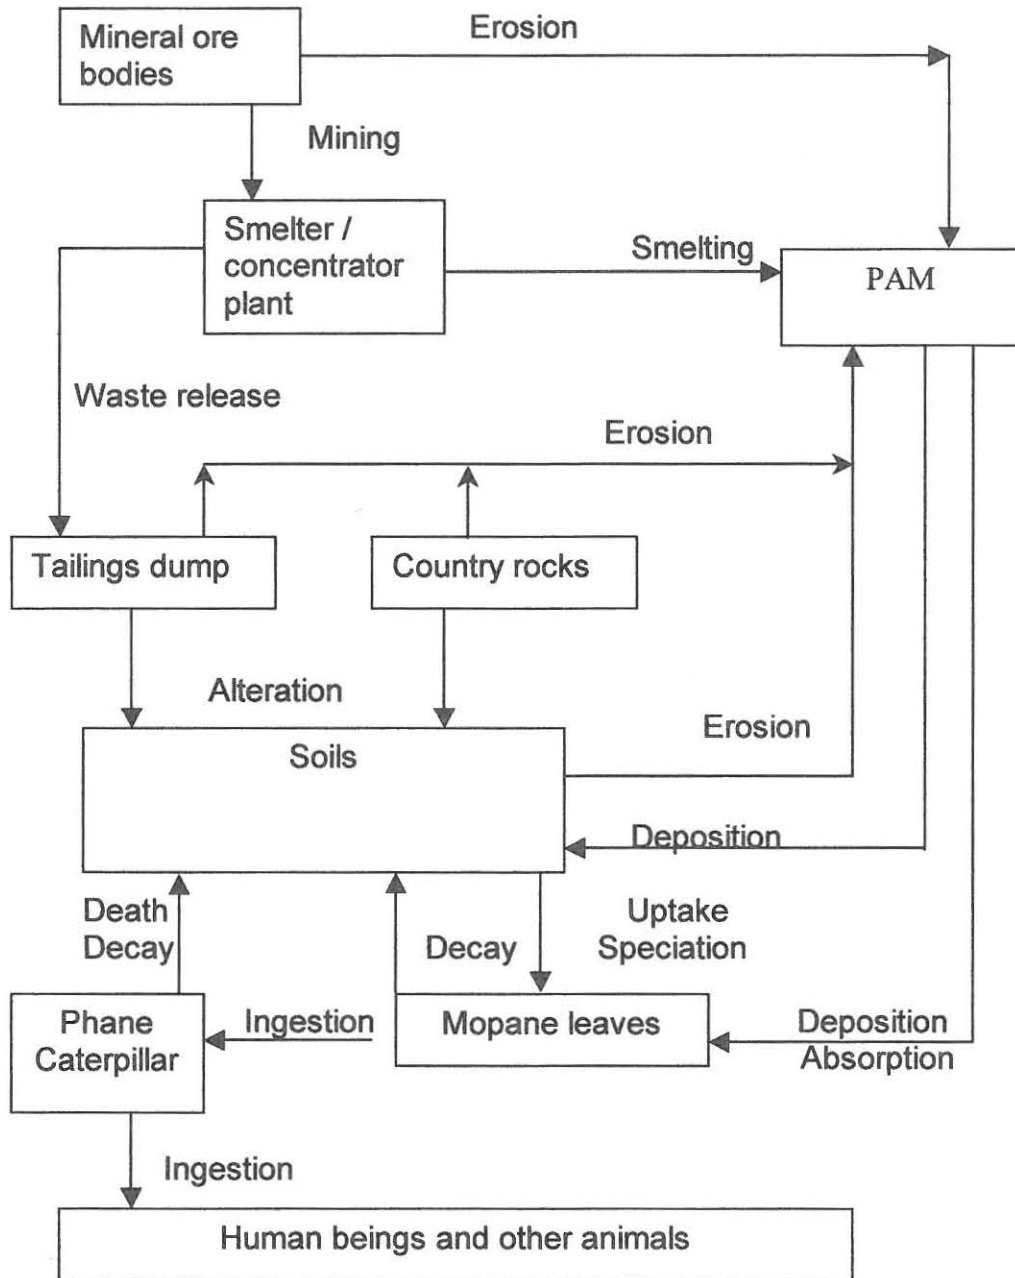 Mineral ore
bodies
Erosion
Mining
Smelter /
concentrator
plant
Smelting
PAM
Waste release
Erosion
Tailings dump
Country rocks
Alteration
Soils
Erosion
Deposition
Death
Decay
Decay
Uptake
Speciation
Phane
Caterpillar
Ingestion
Mopane leaves
Deposition
Absorption
Ingestion
Human beings and other animals